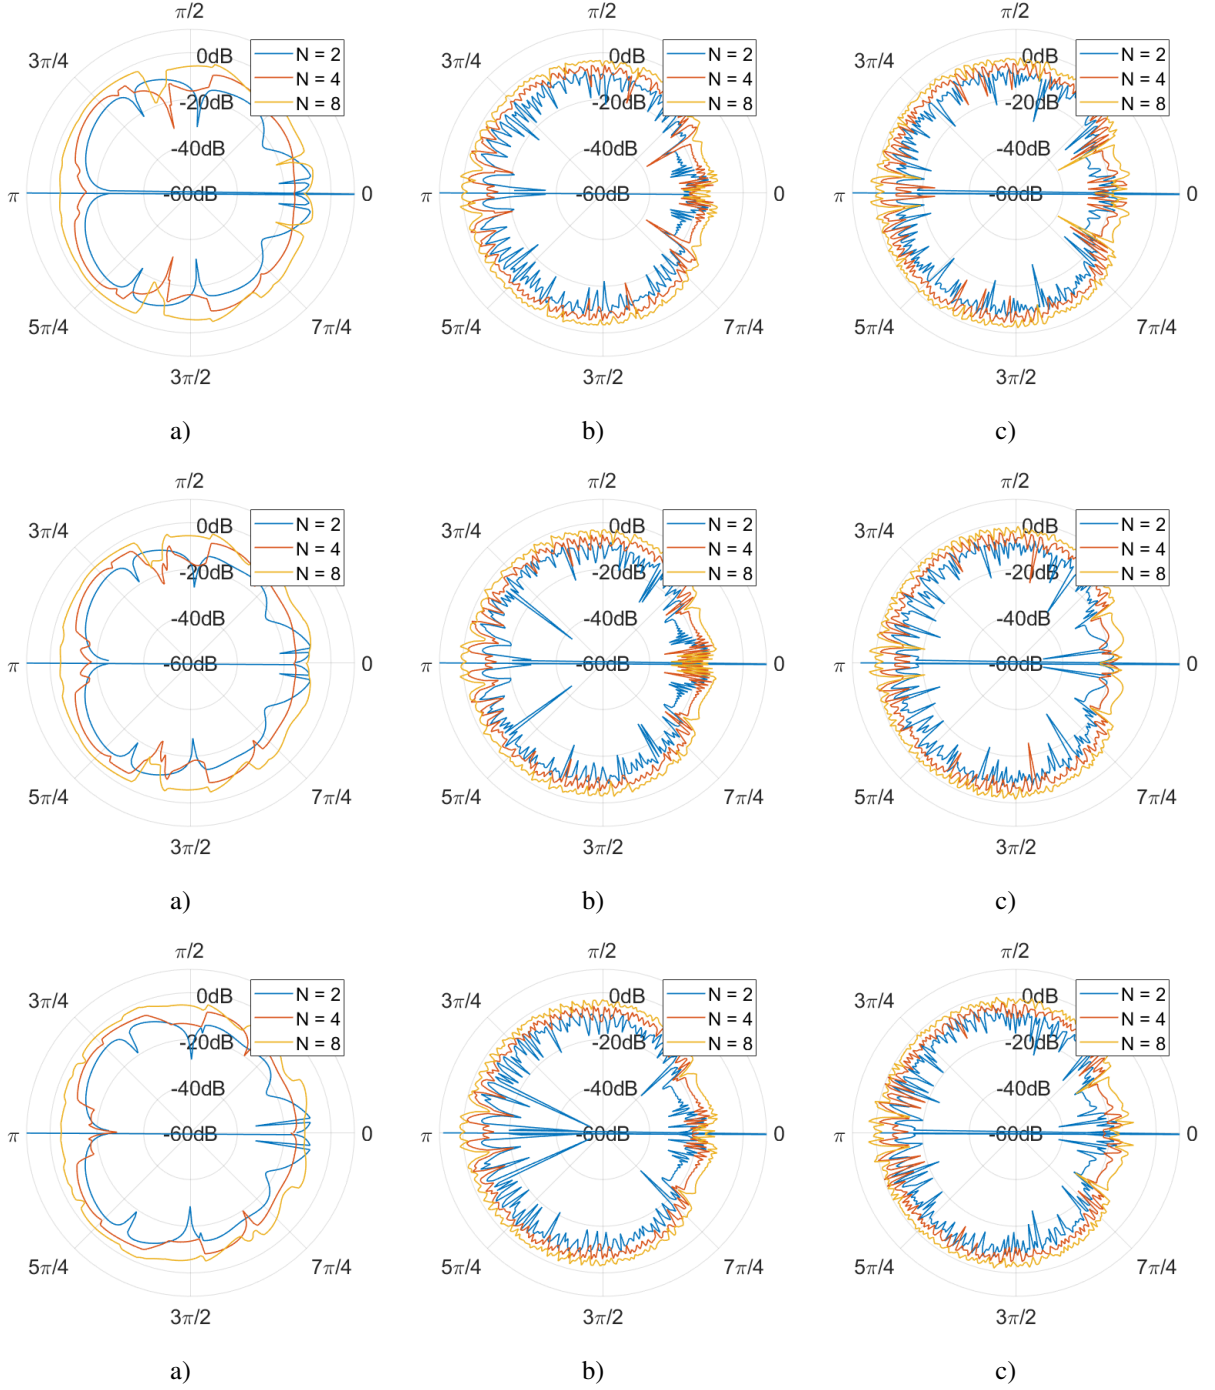 π/2 π/2 π/2
3π/4 0dB N = 2 3π/4 0dB N = 2 3π/4 0dB N = 2
N = 4 N = 4 N = 4
-20dB N = 8 -20dB N = 8 -20dB N = 8
-40dB -40dB -40dB
π -60dB 0 π -60dB 0 π -60dB 0
5π/4 7π/4 5π/4 7π/4 5π/4 7π/4
3π/2 3π/2 3π/2
a) b) c)
π/2 π/2 π/2
3π/4 0dB N = 2 3π/4 0dB N = 2 3π/4 0dB N = 2
N = 4 N = 4 N = 4
-20dB N = 8 -20dB N = 8 -20dB N = 8
-40dB -40dB -40dB
π -60dB 0 π -60dB 0 π -60dB 0
5π/4 7π/4 5π/4 7π/4 5π/4 7π/4
3π/2 3π/2 3π/2
a) b) c)
π/2 π/2 π/2
3π/4 0dB N = 2 3π/4 0dB N = 2 3π/4 0dB N = 2
N = 4 N = 4 N = 4
-20dB N = 8 -20dB N = 8 -20dB N = 8
-40dB -40dB -40dB
π -60dB 0 π -60dB 0 π -60dB 0
5π/4 7π/4 5π/4 7π/4 5π/4 7π/4
3π/2 3π/2 3π/2
a) b) c)